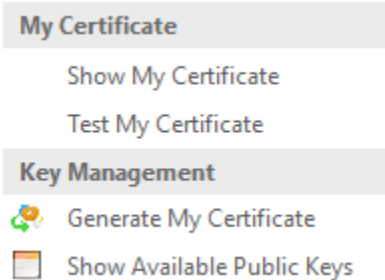 My Certificate
Show My Certificate
Test My Certificate
Key Management
Generate My Certificate
Show Available Public Keys